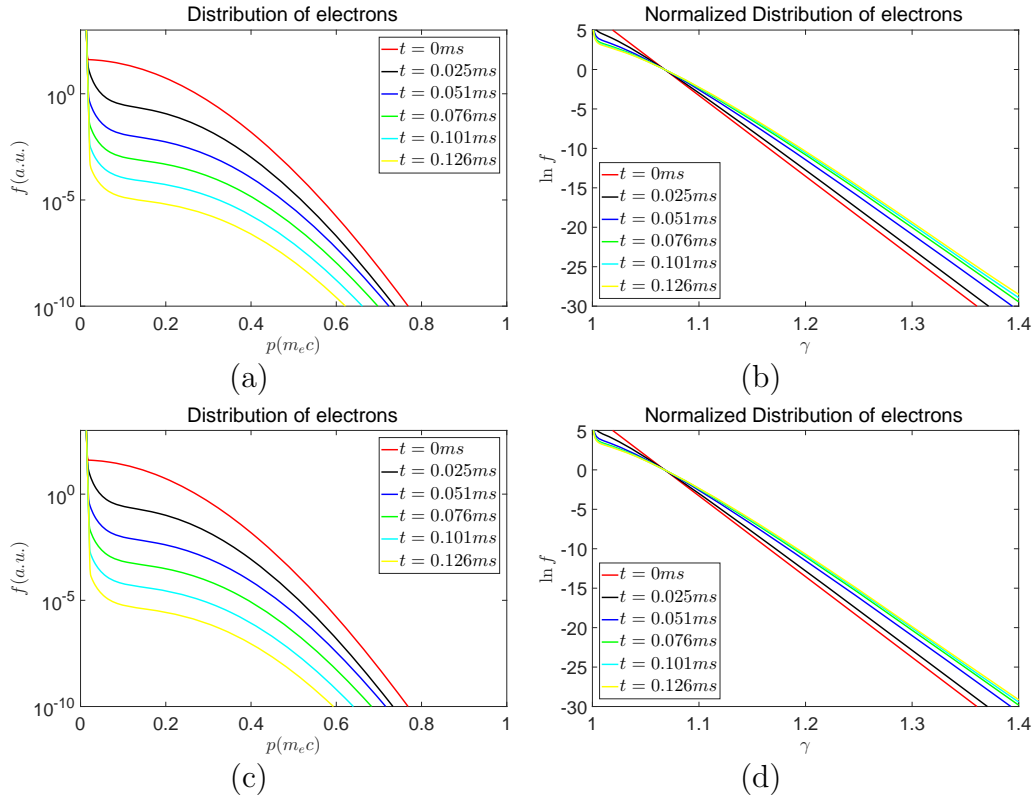 Distribution of electrons
10^0
10^-5
10^-10
f(a.u.)
t = 0ms
t = 0.025ms
t = 0.051ms
t = 0.076ms
t = 0.101ms
t = 0.126ms
0 0.2 0.4 0.6 0.8 1
p(m_ec)
(a)
Normalized Distribution of electrons
5
0
-5
-10
-15
-20
-25
-30
ln f
t = 0ms
t = 0.025ms
t = 0.051ms
t = 0.076ms
t = 0.101ms
t = 0.126ms
1 1.1 1.2 1.3 1.4
γ
(b)
Distribution of electrons
10^0
10^-5
10^-10
f(a.u.)
t = 0ms
t = 0.025ms
t = 0.051ms
t = 0.076ms
t = 0.101ms
t = 0.126ms
0 0.2 0.4 0.6 0.8 1
p(m_ec)
(c)
Normalized Distribution of electrons
5
0
-5
-10
-15
-20
-25
-30
ln f
t = 0ms
t = 0.025ms
t = 0.051ms
t = 0.076ms
t = 0.101ms
t = 0.126ms
1 1.1 1.2 1.3 1.4
γ
(d)